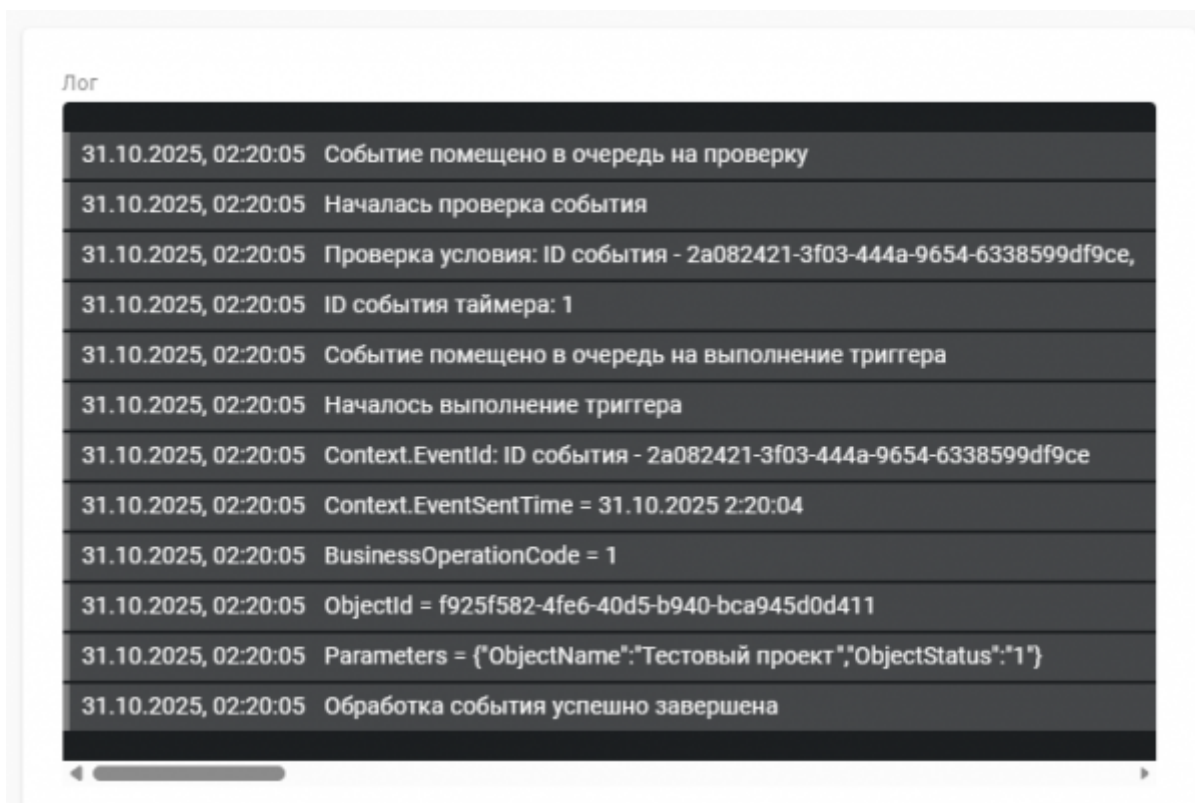 Лог
31.10.2025, 02:20:05 Событие помещено в очередь на проверку
31.10.2025, 02:20:05 Началась проверка события
31.10.2025, 02:20:05 Проверка условия: ID события - 2a082421-3f03-444a-9654-6338599df9ce,
31.10.2025, 02:20:05 ID события таймера: 1
31.10.2025, 02:20:05 Событие помещено в очередь на выполнение триггера
31.10.2025, 02:20:05 Началось выполнение триггера
31.10.2025, 02:20:05 Context.EventId: ID события - 2a082421-3f03-444a-9654-6338599df9ce
31.10.2025, 02:20:05 Context.EventSentTime = 31.10.2025 2:20:04
31.10.2025, 02:20:05 BusinessOperationCode = 1
31.10.2025, 02:20:05 ObjectId = f925f582-4fe6-40d5-b940-bca945d0d411
31.10.2025, 02:20:05 Parameters = {"ObjectName":"Тестовый проект","ObjectStatus":"1"}
31.10.2025, 02:20:05 Обработка события успешно завершена